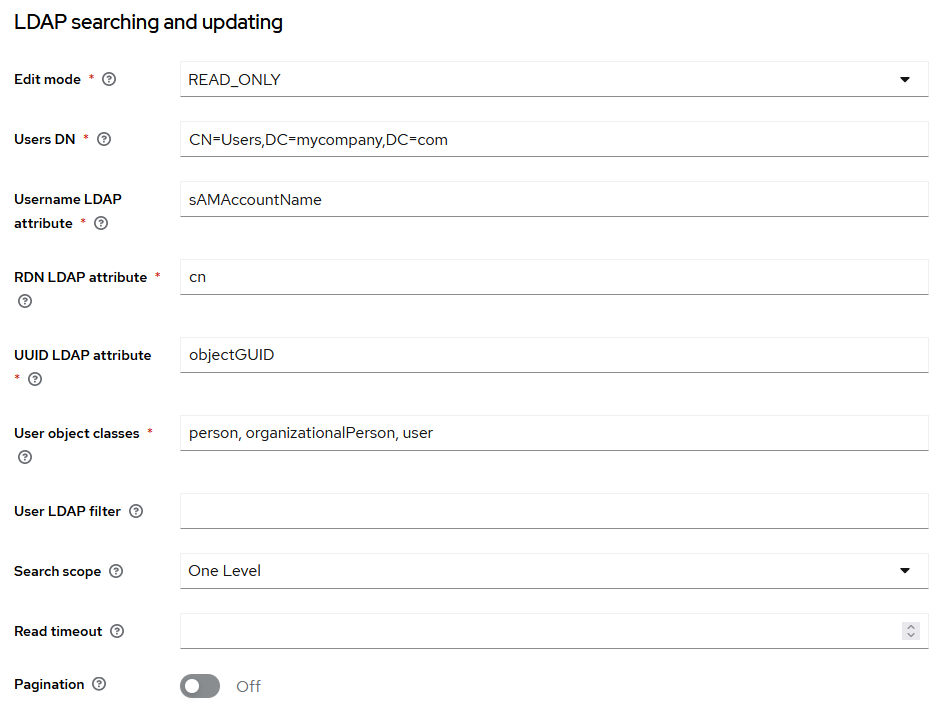 LDAP searching and updating
Edit mode * READ_ONLY
Users DN * CN=Users,DC=mycompany,DC=com
Username LDAP
attribute * sAMAccountName
RDN LDAP attribute * cn
UUID LDAP attribute
* objectGUID
User object classes * person, organizationalPerson, user
User LDAP filter
Search scope One Level
Read timeout
Pagination Off